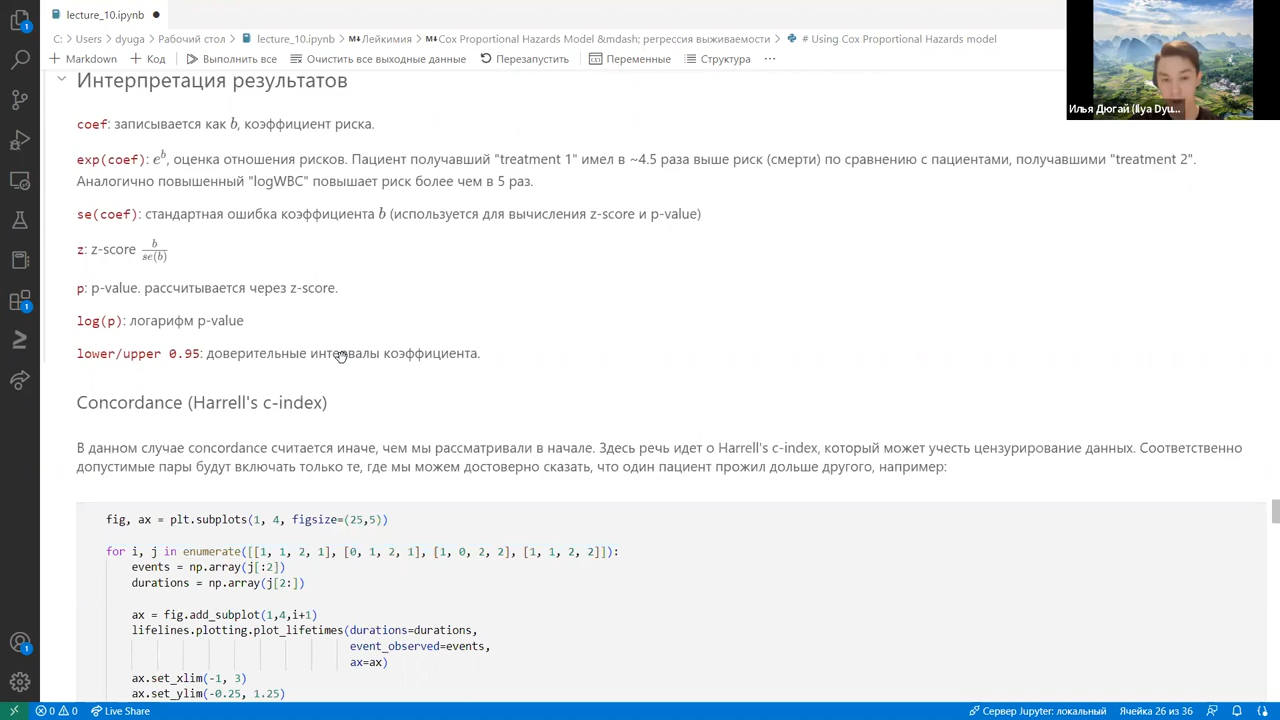 lecture_10.ipynb
C: > Users > dyuga > Рабочий стол > lecture_10.ipynb > Лейкимия > Cox Proportional Hazards Model &mdash; регрессия выживаемости > # Using Cox Proportional Hazards model
+ Markdown + Код Выполнить все Очистить все выходные данные Перезапустить Переменные Структура ...
Интерпретация результатов
coef: записывается как b, коэффициент риска.
exp(coef): e^b, оценка отношения рисков. Пациент получавший "treatment 1" имел в ~4.5 раза выше риск (смерти) по сравнению с пациентами, получавшими "treatment 2".
Аналогично повышенный "logWBC" повышает риск более чем в 5 раз.
se(coef): стандартная ошибка коэффициента b (используется для вычисления z-score и p-value)
z: z-score b/se(b)
p: p-value. рассчитывается через z-score.
log(p): логарифм p-value
lower/upper 0.95: доверительные интервалы коэффициента.
Concordance (Harrell's c-index)
В данном случае concordance считается иначе, чем мы рассматривали в начале. Здесь речь идет о Harrell's c-index, который может учесть цензурирование данных. Соответственно
допустимые пары будут включать только те, где мы можем достоверно сказать, что один пациент прожил дольше другого, например:
fig, ax = plt.subplots(1, 4, figsize=(25,5))
for i, j in enumerate([[1, 1, 2, 1], [0, 1, 2, 1], [1, 0, 2, 2], [1, 1, 2, 2]]):
events = np.array(j[:2])
durations = np.array(j[2:])
ax = fig.add_subplot(1,4,i+1)
lifelines.plotting.plot_lifetimes(durations=durations,
event_observed=events,
ax=ax)
ax.set_xlim(-1, 3)
ax.set_ylim(-0.25, 1.25)
Илья Дюгай (Ilya Dyu...
1
1
1
0 0 Live Share
Сервер Jupyter: локальный Ячейка 26 из 36